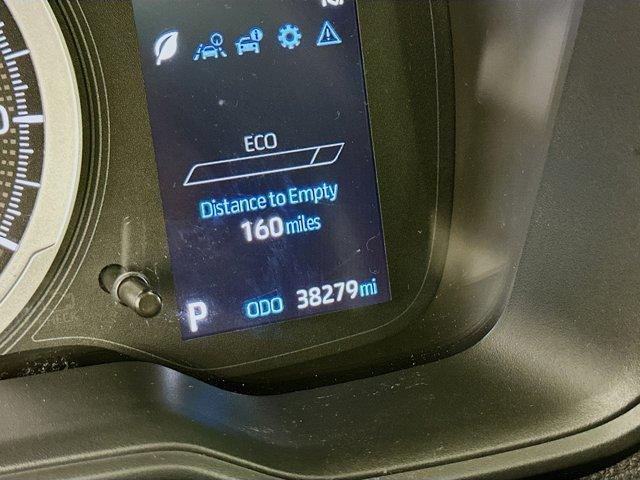 ECO
Distance to Empty
160 miles
P ODO 38279 mi